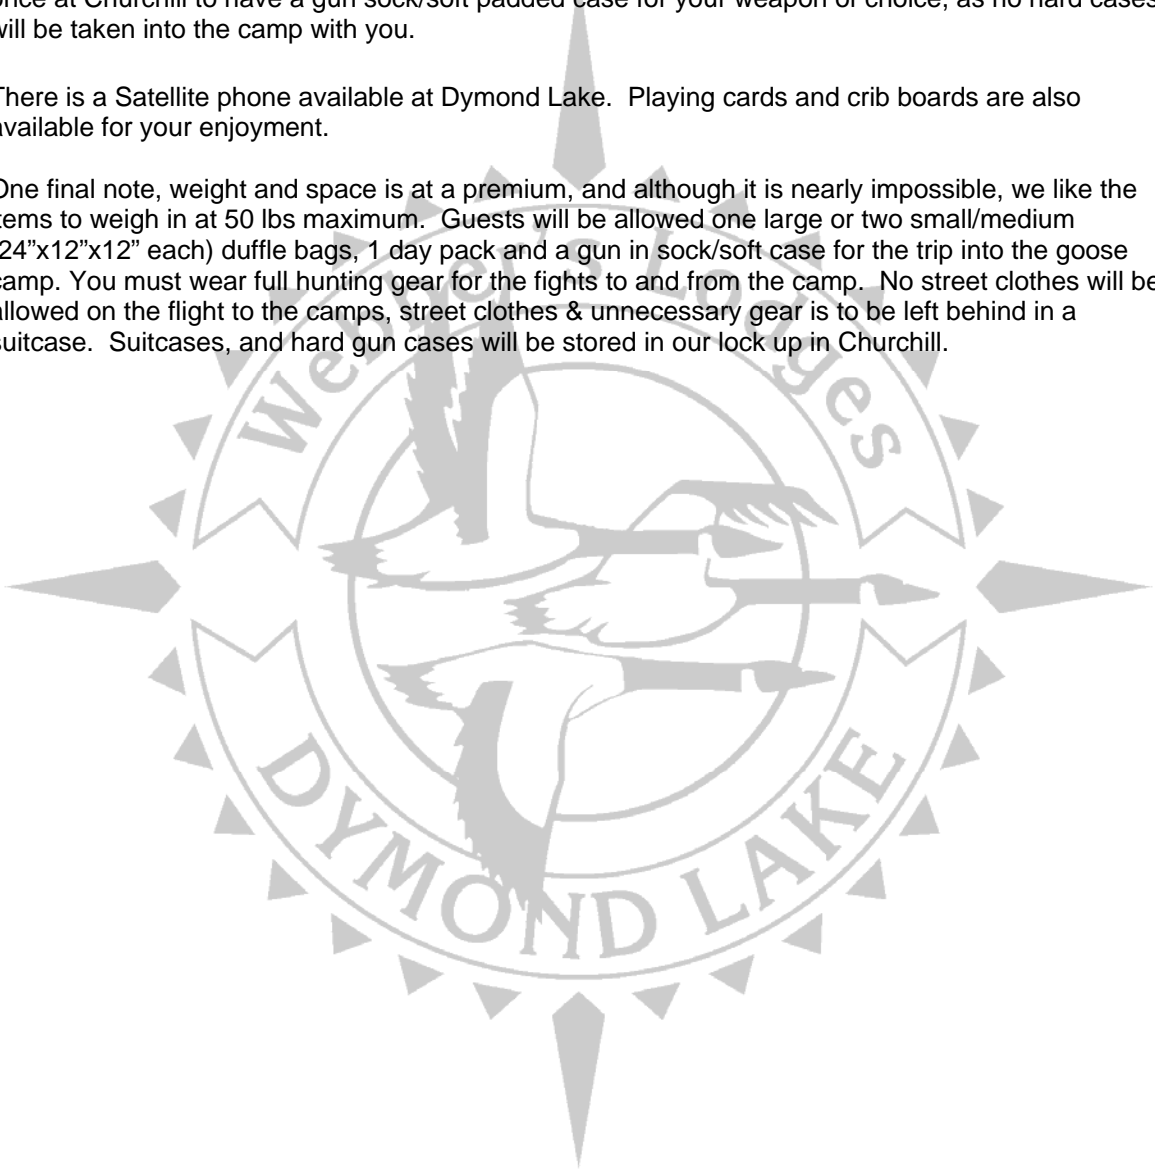 once at Churchill to have a gun sock/soft padded case for your weapon of choice, as no hard cases
will be taken into the camp with you.
There is a Satellite phone available at Dymond Lake. Playing cards and crib boards are also
available for your enjoyment.
One final note, weight and space is at a premium, and although it is nearly impossible, we like the
items to weigh in at 50 lbs maximum. Guests will be allowed one large or two small/medium
(24”x12”x12” each) duffle bags, 1 day pack and a gun in sock/soft case for the trip into the goose
camp. You must wear full hunting gear for the fights to and from the camp. No street clothes will be
allowed on the flight to the camps, street clothes & unnecessary gear is to be left behind in a
suitcase. Suitcases, and hard gun cases will be stored in our lock up in Churchill.
Webber's Lodges
DYMOND LAKE